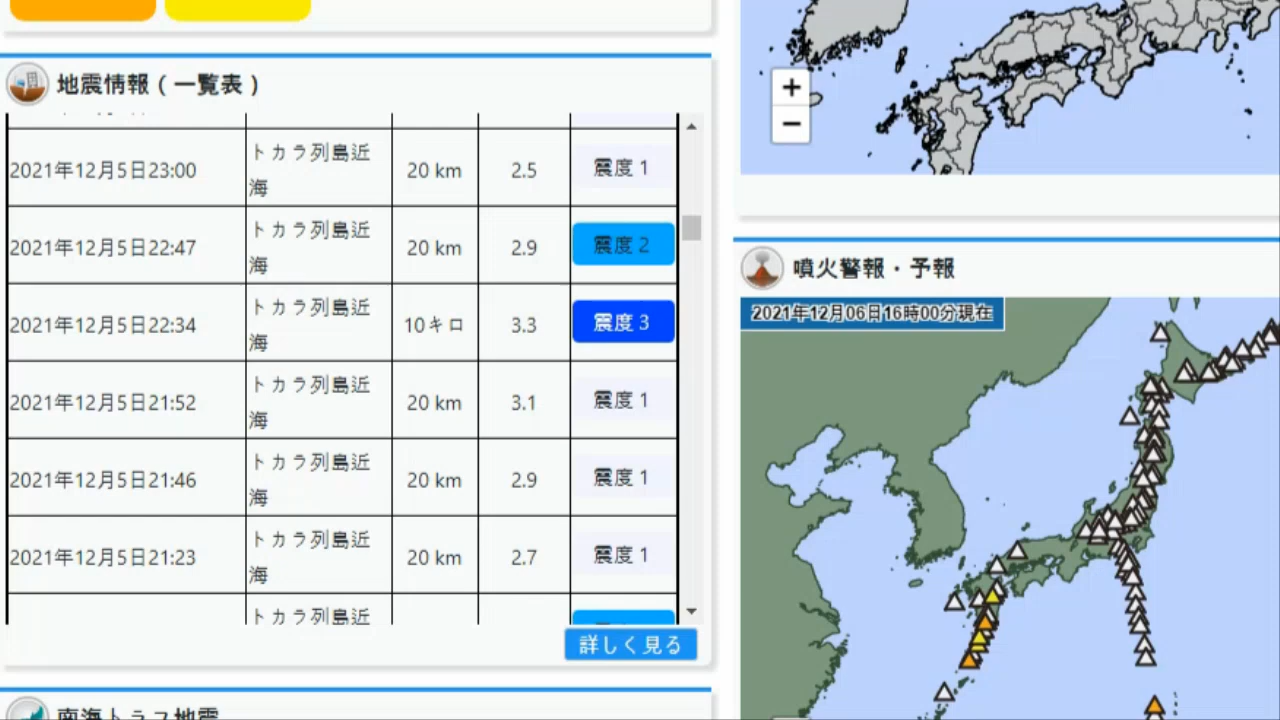 地震情報(一覧表)
2021年12月5日23:00 トカラ列島近海 20 km 2.5 震度1
2021年12月5日22:47 トカラ列島近海 20 km 2.9 震度2
2021年12月5日22:34 トカラ列島近海 10キロ 3.3 震度3
2021年12月5日21:52 トカラ列島近海 20 km 3.1 震度1
2021年12月5日21:46 トカラ列島近海 20 km 2.9 震度1
2021年12月5日21:23 トカラ列島近海 20 km 2.7 震度1
トカラ列島近
詳しく見る
南海トラフ地震
+
−
噴火警報・予報
2021年12月06日16時00分現在